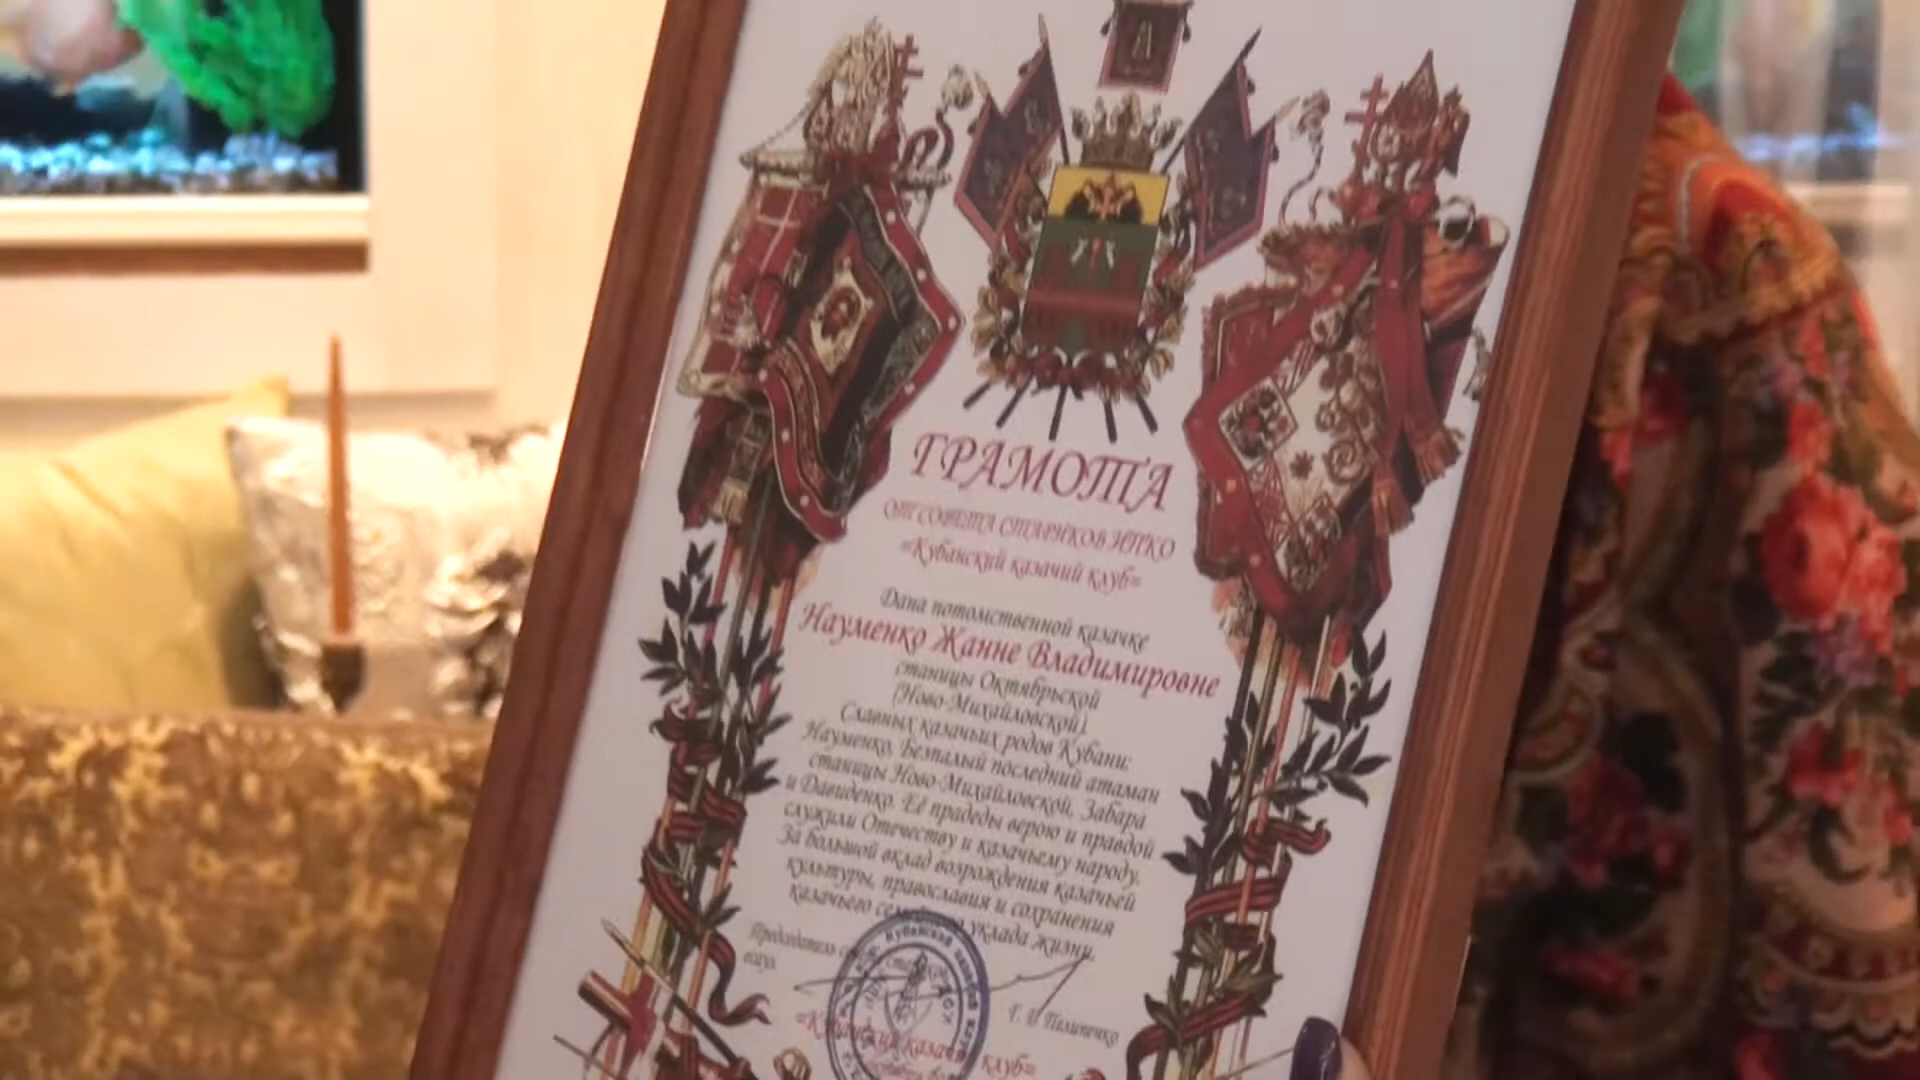 ГРАМОТА
ОТ СОВЕТА СТАРИКОВ НПКО
=Кубанский казачий клуб=
Дана потомственной казачке
Науменко Жанне Владимировне
станицы Октябрьской
(Ново-Михайловской)
Славных казачьих родов Кубани:
Науменко, Безпалый последний атаман
станицы Ново-Михайловской, Забара
и Давиденко. Её прадеды верою и правдой
служили Отечеству и казачьему народу.
За большой вклад возрождения казачьей
культуры, православия и сохранения
казачьего уклада жизни.
Председатель
Г. И Пилипенко
=Кубанский казачий клуб=